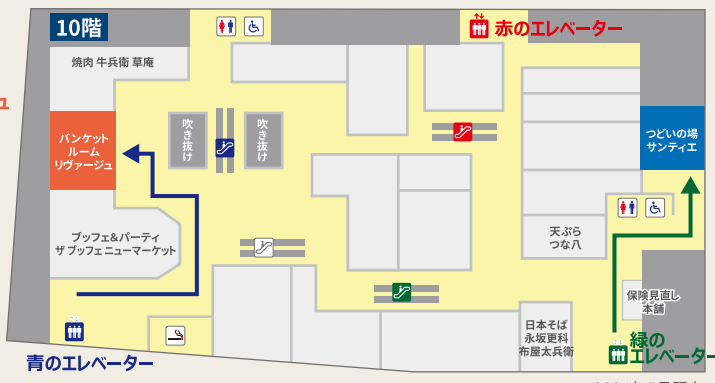 10階
赤のエレベーター
焼肉 牛兵衛 草庵
ュ
バンケット
ルーム
リヴァージュ
吹き抜け
吹き抜け
つどいの場
サンティエ
ブッフェ&パーティ
ザ ブッフェ ニューマーケット
天ぷら
つな八
保険見直し
本舗
日本そば
永坂更科
布屋太兵衛
緑の
エレベーター
青のエレベーター